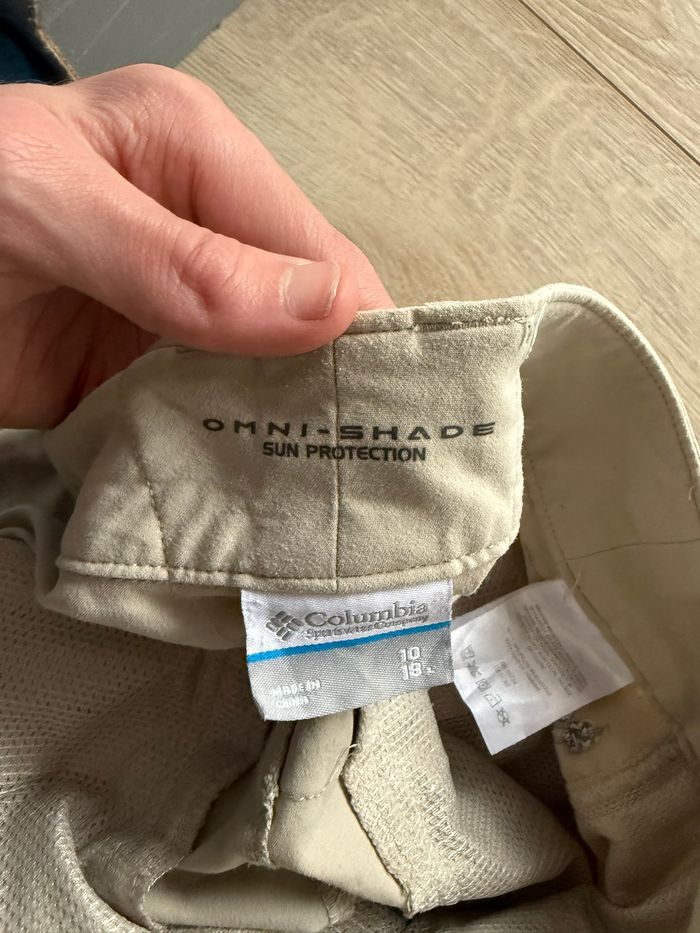 OMNI-SHADE
SUN PROTECTION
Columbia
Sportswear Company
10
18
MADE IN
CHINA